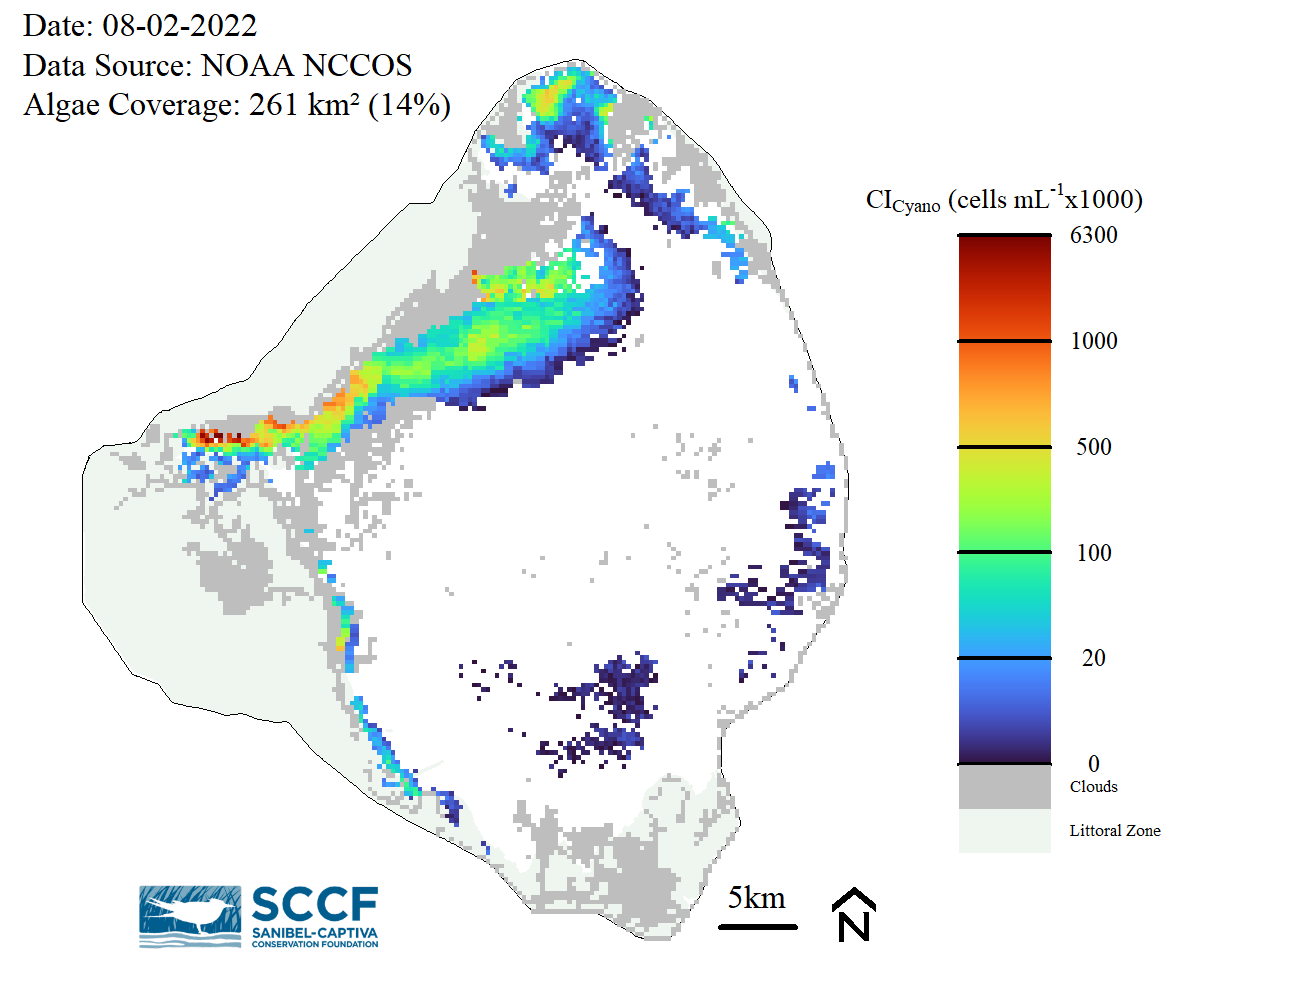 Date: 08-02-2022
Data Source: NOAA NCCOS
Algae Coverage: 261 km² (14%)
CICyano (cells mL-1x1000)
6300
1000
500
100
20
0
Clouds
Littoral Zone
5km
N
SCCF
SANIBEL-CAPTIVA
CONSERVATION FOUNDATION